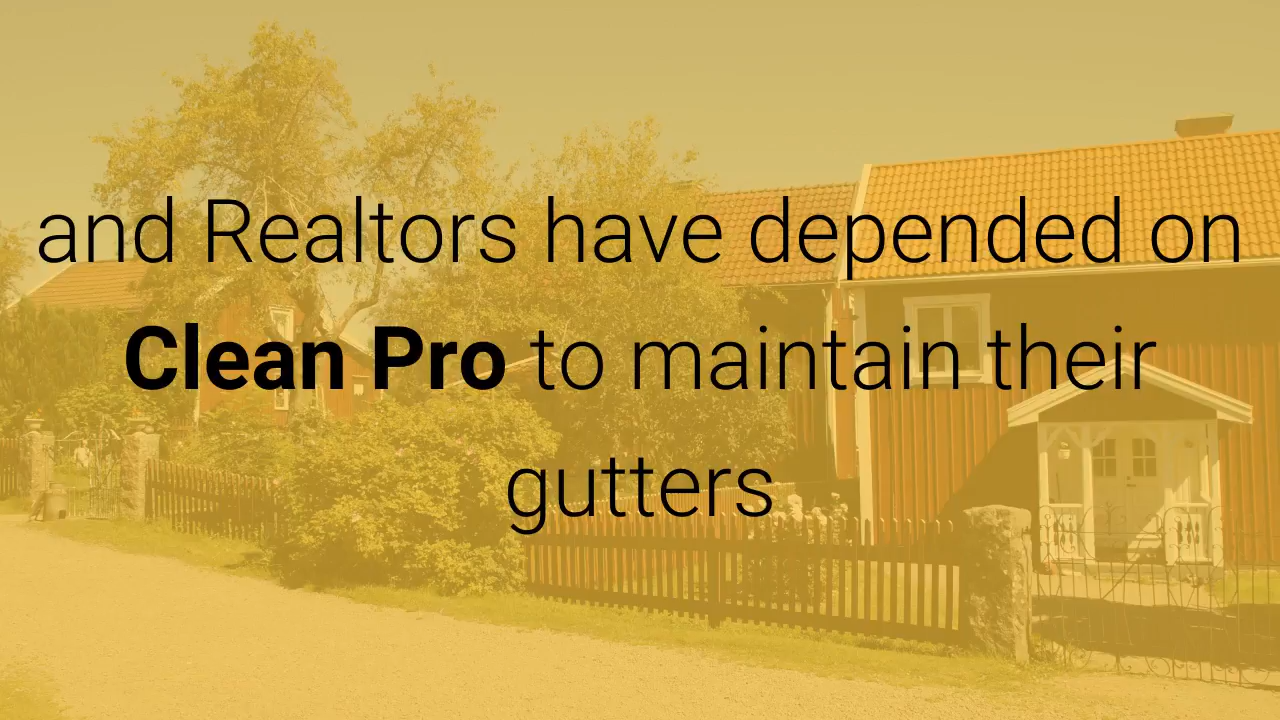 and Realtors have depended on
Clean Pro to maintain their
gutters